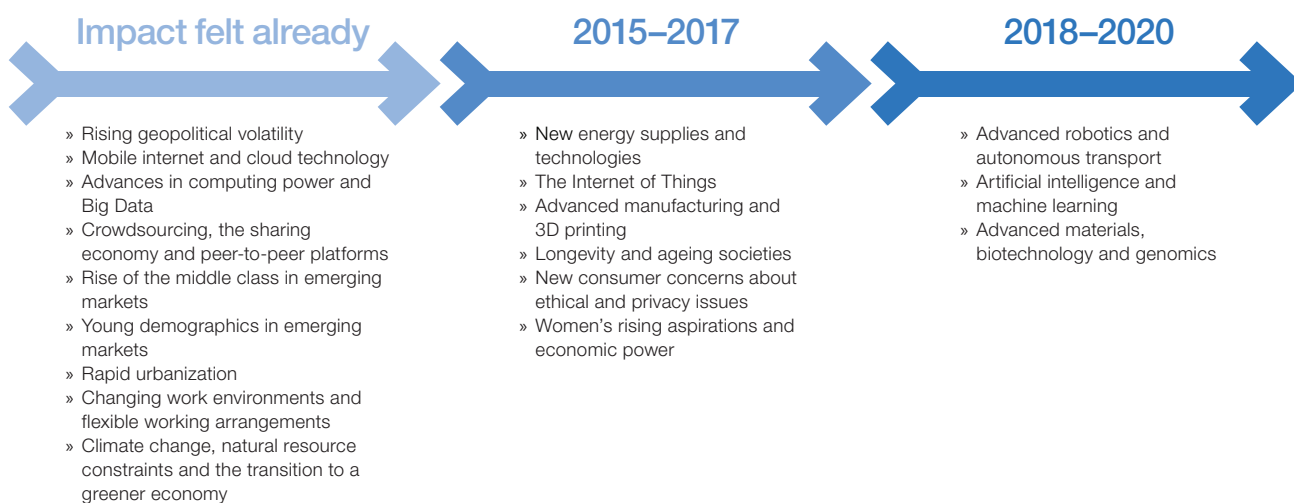 Impact felt already
» Rising geopolitical volatility
» Mobile internet and cloud technology
» Advances in computing power and
Big Data
» Crowdsourcing, the sharing
economy and peer-to-peer platforms
» Rise of the middle class in emerging
markets
» Young demographics in emerging
markets
» Rapid urbanization
» Changing work environments and
flexible working arrangements
» Climate change, natural resource
constraints and the transition to a
greener economy
2015–2017
» New energy supplies and
technologies
» The Internet of Things
» Advanced manufacturing and
3D printing
» Longevity and ageing societies
» New consumer concerns about
ethical and privacy issues
» Women’s rising aspirations and
economic power
2018–2020
» Advanced robotics and
autonomous transport
» Artificial intelligence and
machine learning
» Advanced materials,
biotechnology and genomics